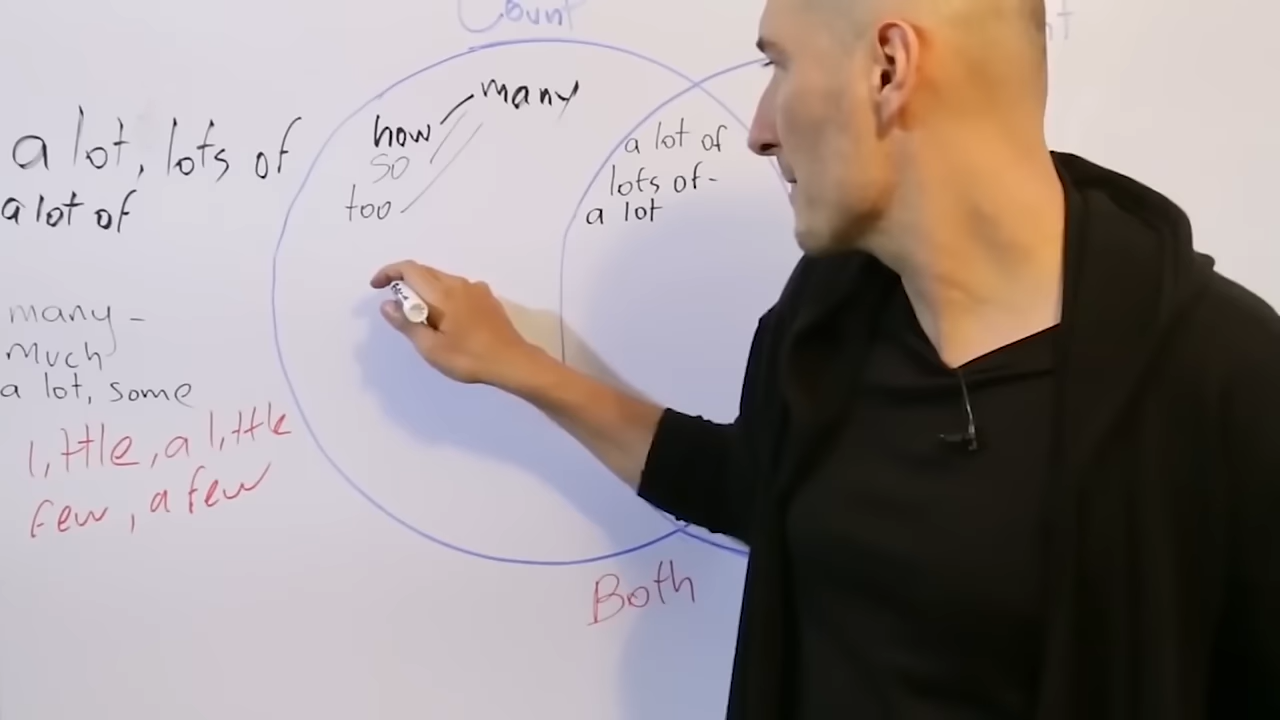 Count
a lot, lots of
a lot of
many -
much
a lot, some
little, a little
few, a few
many
how
so
too
a lot of
lots of-
a lot
Both